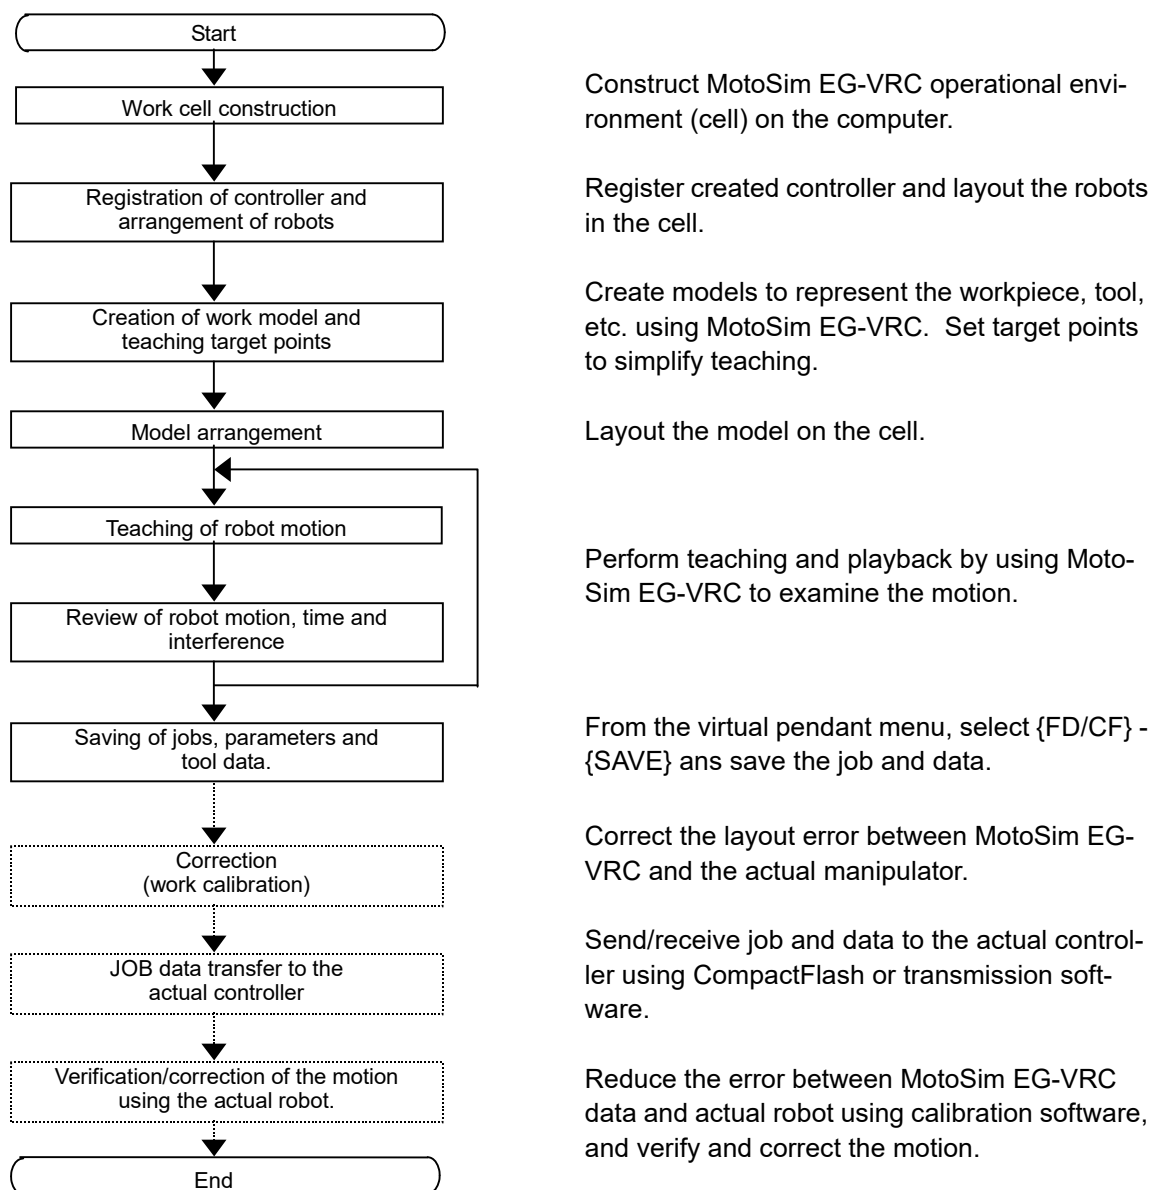 Start
Work cell construction
Construct MotoSim EG-VRC operational envi-
ronment (cell) on the computer.
Registration of controller and
arrangement of robots
Register created controller and layout the robots
in the cell.
Creation of work model and
teaching target points
Create models to represent the workpiece, tool,
etc. using MotoSim EG-VRC.  Set target points
to simplify teaching.
Model arrangement
Layout the model on the cell.
Teaching of robot motion
Review of robot motion, time and
interference
Perform teaching and playback by using Moto-
Sim EG-VRC to examine the motion.
Saving of jobs, parameters and
tool data.
From the virtual pendant menu, select {FD/CF} -
{SAVE} ans save the job and data.
Correction
(work calibration)
Correct the layout error between MotoSim EG-
VRC and the actual manipulator.
JOB data transfer to the
actual controller
Send/receive job and data to the actual control-
ler using CompactFlash or transmission soft-
ware.
Verification/correction of the motion
using the actual robot.
Reduce the error between MotoSim EG-VRC
data and actual robot using calibration software,
and verify and correct the motion.
End